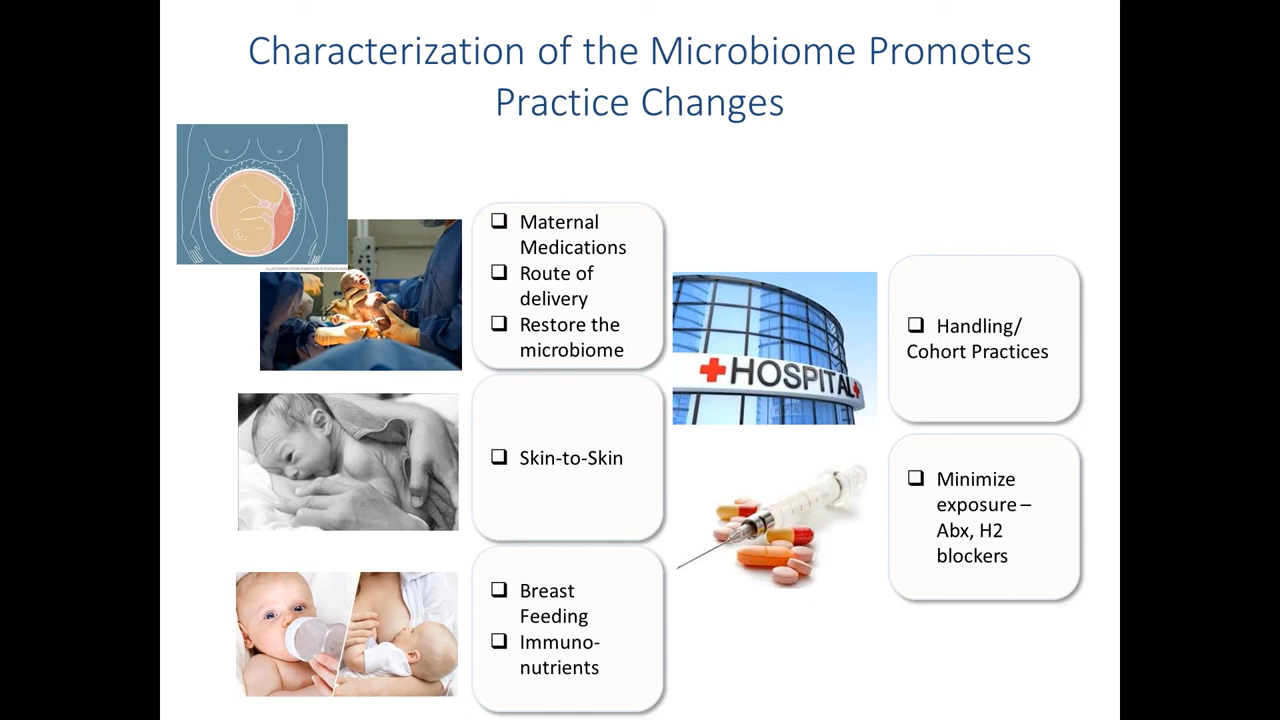 Characterization of the Microbiome Promotes
Practice Changes
❑ Maternal
Medications
❑ Route of
delivery
❑ Restore the
microbiome
❑ Skin-to-Skin
❑ Breast
Feeding
❑ Immuno-
nutrients
HOSPITAL
❑ Handling/
Cohort Practices
❑ Minimize
exposure –
Abx, H2
blockers